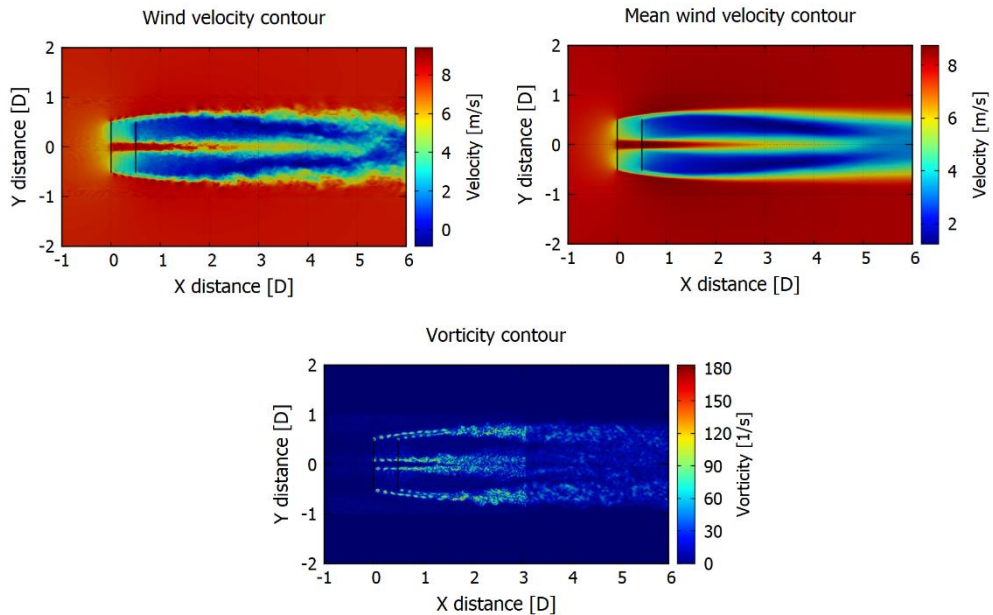 Wind velocity contour
2
1
0
-1
-2
Y distance [D]
-1 0 1 2 3 4 5 6
X distance [D]
8
6
4
2
0
Velocity [m/s]
Mean wind velocity contour
2
1
0
-1
-2
Y distance [D]
-1 0 1 2 3 4 5 6
X distance [D]
8
6
4
2
Velocity [m/s]
Vorticity contour
2
1
0
-1
-2
Y distance [D]
-1 0 1 2 3 4 5 6
X distance [D]
180
150
120
90
60
30
0
Vorticity [1/s]